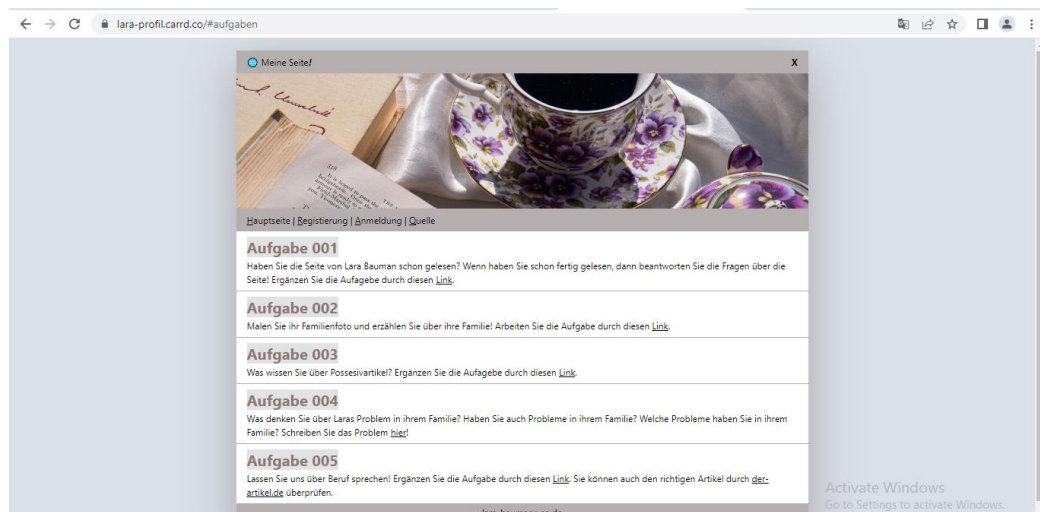 lara-profil.carrd.co/#aufgaben
Meine Seite!
X
Hauptseite | Registierung | Anmeldung | Quelle
Aufgabe 001
Haben Sie die Seite von Lara Bauman schon gelesen? Wenn haben Sie schon fertig gelesen, dann beantworten Sie die Fragen über die
Seite! Ergänzen Sie die Aufagebe durch diesen Link.
Aufgabe 002
Malen Sie ihr Familienfoto und erzählen Sie über ihre Familie! Arbeiten Sie die Aufgabe durch diesen Link.
Aufgabe 003
Was wissen Sie über Possesivartikel? Ergänzen Sie die Aufagebe durch diesen Link.
Aufgabe 004
Was denken Sie über Laras Problem in ihrem Familie? Haben Sie auch Probleme in ihrem Familie? Welche Probleme haben Sie in ihrem
Familie? Schreiben Sie das Problem hier!
Aufgabe 005
Lassen Sie uns über Beruf sprechen! Ergänzen Sie die Aufgabe durch diesen Link. Sie können auch den richtigen Artikel durch der-
artikel.de überprüfen.
Activate Windows
Go to Settings to activate Windows.